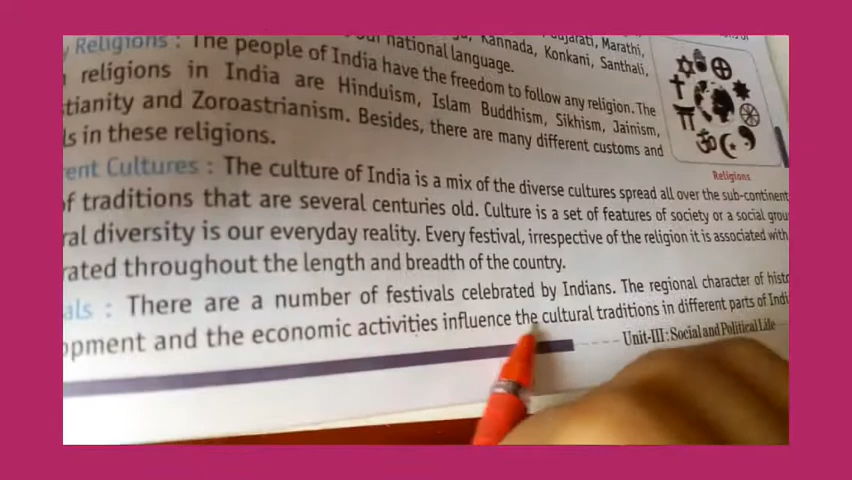 Gujarati, Marathi,
Kannada, Konkani, Santhali,
our national language.
Religions : The people of India have the freedom to follow any religion. The
religions in India are Hinduism, Islam Buddhism, Sikhism, Jainism,
tianity and Zoroastrianism. Besides, there are many different customs and
ls in these religions.
Religions
ent Cultures : The culture of India is a mix of the diverse cultures spread all over the sub-continent
of traditions that are several centuries old. Culture is a set of features of society or a social grou
ral diversity is our everyday reality. Every festival, irrespective of the religion it is associated with
rated throughout the length and breadth of the country.
als : There are a number of festivals celebrated by Indians. The regional character of histo
opment and the economic activities influence the cultural traditions in different parts of Indi
Unit-III : Social and Political Life